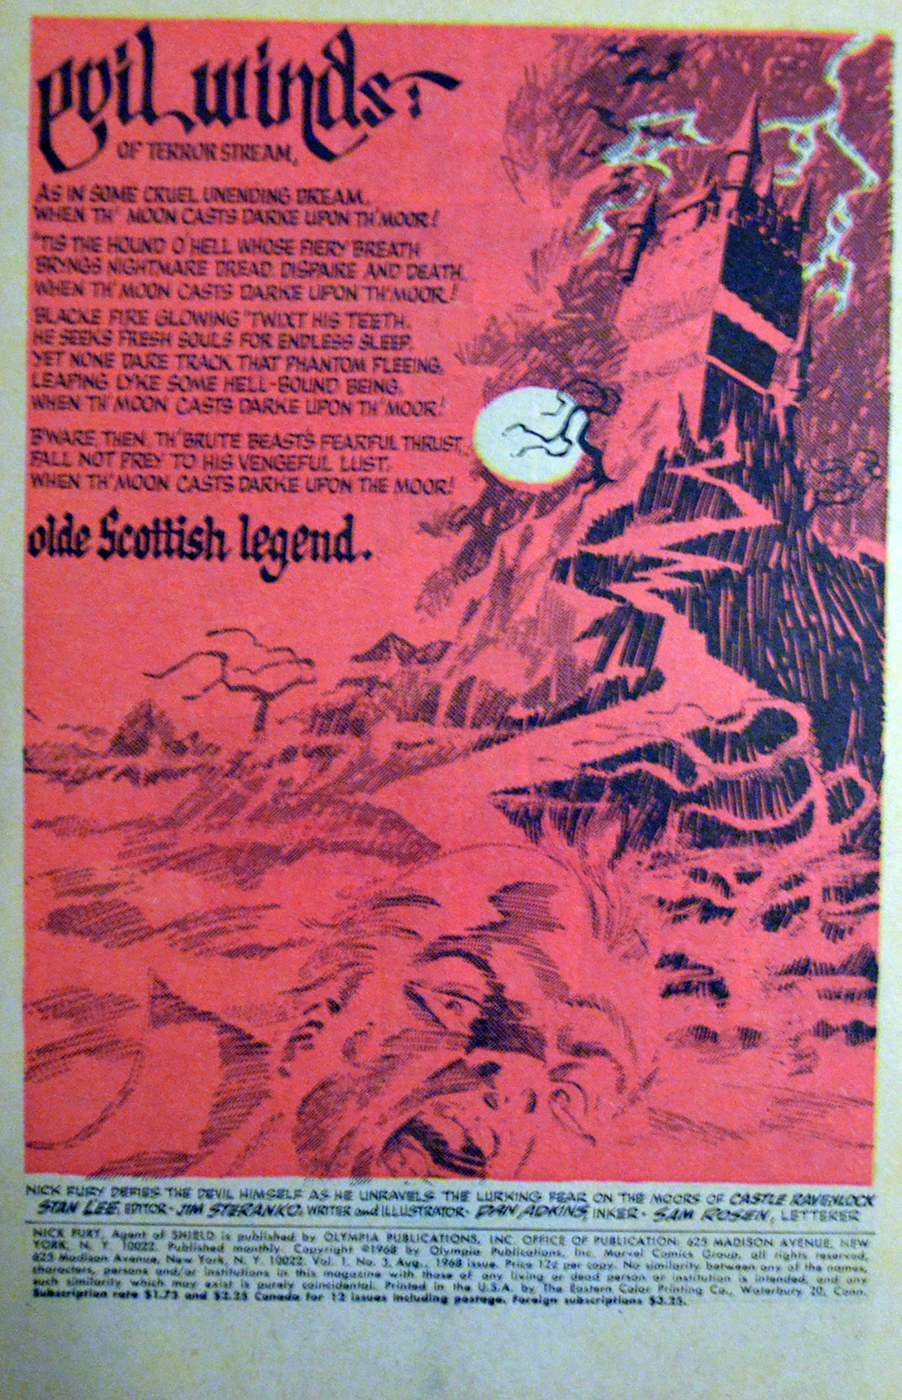 evil winds:
OF TERROR STREAM,
AS IN SOME CRUEL UNENDING DREAM,
WHEN TH' MOON CASTS DARKE UPON TH' MOOR!
'TIS THE HOUND O' HELL WHOSE FIERY BREATH
BRYNGS NIGHTMARE DREAD, DISPAIRE AND DEATH,
WHEN TH' MOON CASTS DARKE UPON TH' MOOR!
BLACKE FIRE GLOWING 'TWIXT HIS TEETH,
HE SEEKS FRESH SOULS FOR ENDLESS SLEEP,
YET NONE DARE TRACK THAT PHANTOM FLEEING,
LEAPING LYKE SOME HELL-BOUND BEING,
WHEN TH' MOON CASTS DARKE UPON TH' MOOR!
B'WARE, THEN, TH' BRUTE BEAST'S FEARFUL THRUST,
FALL NOT PREY TO HIS VENGEFUL LUST,
WHEN TH' MOON CASTS DARKE UPON THE MOOR!
olde Scottish legend.
NICK FURY DEFIES THE DEVIL HIMSELF AS HE UNRAVELS THE LURKING FEAR ON THE MOORS OF CASTLE RAVENLOCK
STAN LEE, EDITOR - JIM STERANKO, WRITER and ILLUSTRATOR - DAN ADKINS, INKER - SAM ROSEN, LETTERER
NICK FURY, Agent of SHIELD is published by OLYMPIA PUBLICATIONS, INC. OFFICE OF PUBLICATION, 625 MADISON AVENUE, NEW
YORK, N. Y. 10022. Published monthly. Copyright ©1968 by Olympia Publications, Inc. Marvel Comics Group, all rights reserved,
625 Madison Avenue, New York, N. Y. 10022. Vol. 1, No. 3, Aug., 1968 issue. Price 12¢ per copy. No similarity between any of the names,
characters, persons and/or institutions in this magazine with those of any living or dead person or institution is intended, and any
such similarity which may exist is purely coincidental. Printed in the U.S.A. by The Eastern Color Printing Co., Waterbury 20, Conn.
Subscription rate $1.75 and $2.25 Canada for 12 issues including postage. Foreign subscriptions $3.25.